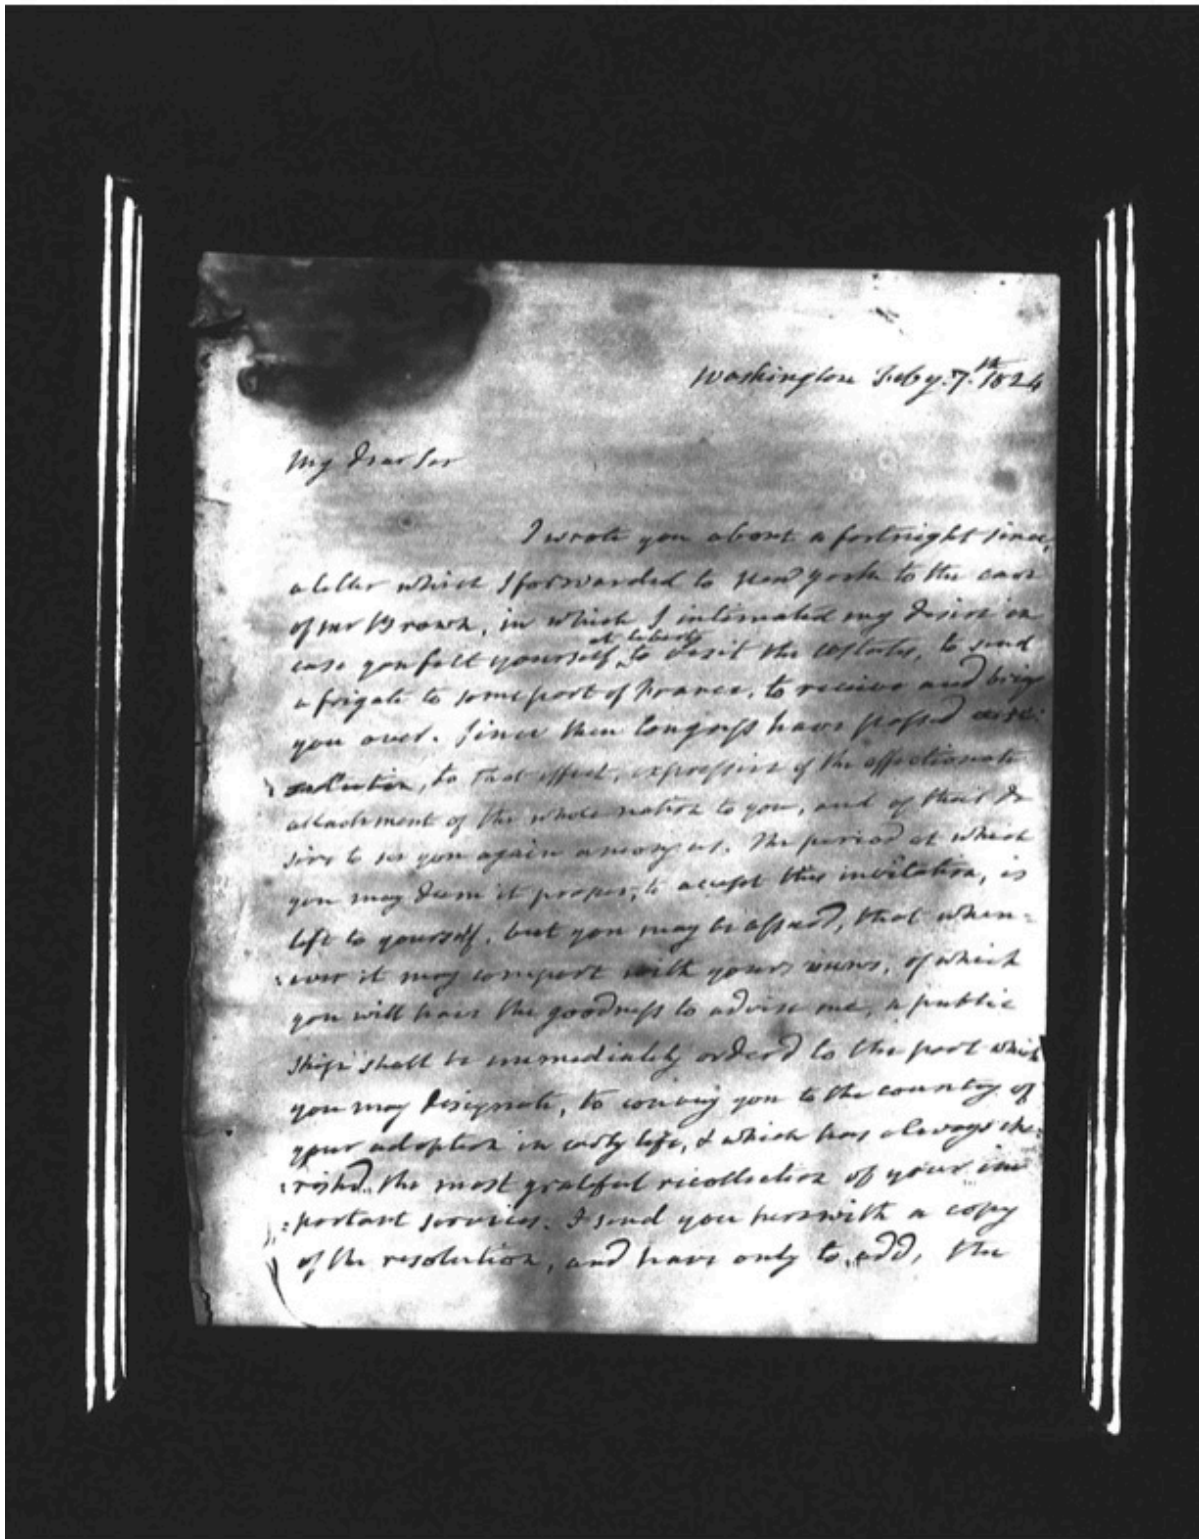 Washington Feby. 7th 1824
My dear Sir
I wrote you about a fortnight since,
a letter which I forwarded to New York to the care
of Mr Brown, in which I intimated my desire in
case you felt yourself at liberty to visit the UStates, to send
a frigate to some port of France, to receive and bring
you over. Since then Congress have passed
, to that effect, expressive of the affectionate
attachment of the whole nation to you, and of their de
sire to see you again among us. The period at which
you may deem it proper, to accept this invitation, is
left to yourself, but you may be assured, that when=
=ever it may comport with your views, of which
you will have the goodness to advise me, a public
ship shall be immediately orderd to the port which
you may designate, to convey you to the country of
your adoption in early life, & which has always che=
=rishd the most grateful recollection of your im
=portant services. I send you herewith a copy
of the resolution, and have only to add, the